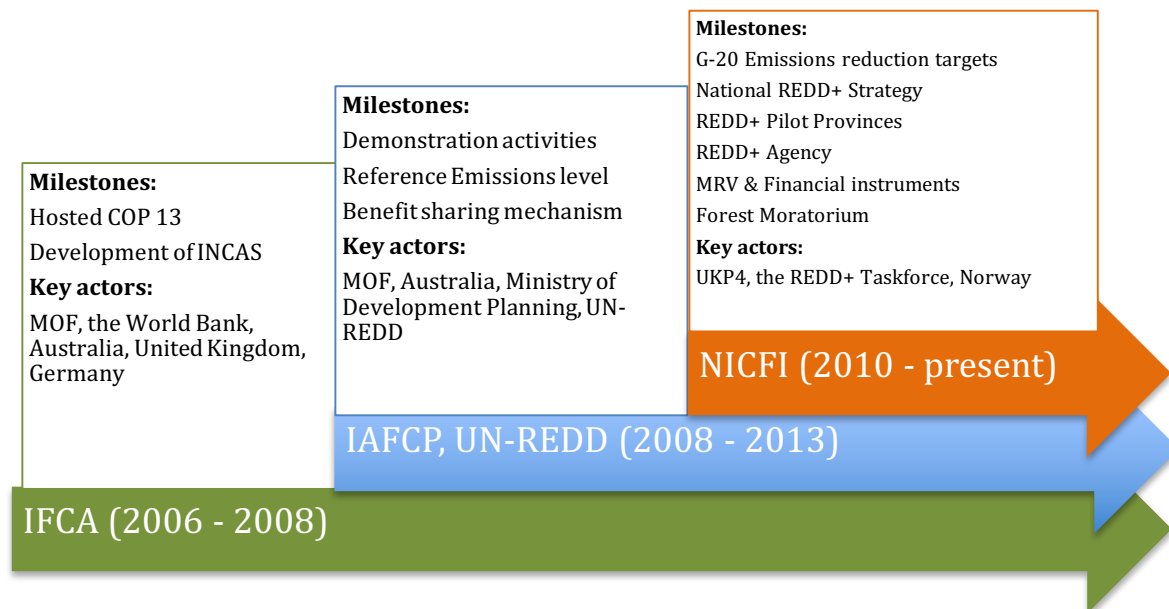 Milestones:
Hosted COP 13
Development of INCAS
Key actors:
MOF, the World Bank,
Australia, United Kingdom,
Germany
IFCA (2006 - 2008)
Milestones:
Demonstration activities
Reference Emissions level
Benefit sharing mechanism
Key actors:
MOF, Australia, Ministry of
Development Planning, UN-
REDD
IAFCP, UN-REDD (2008 - 2013)
Milestones:
G-20 Emissions reduction targets
National REDD+ Strategy
REDD+ Pilot Provinces
REDD+ Agency
MRV & Financial instruments
Forest Moratorium
Key actors:
UKP4, the REDD+ Taskforce, Norway
NICFI (2010 - present)